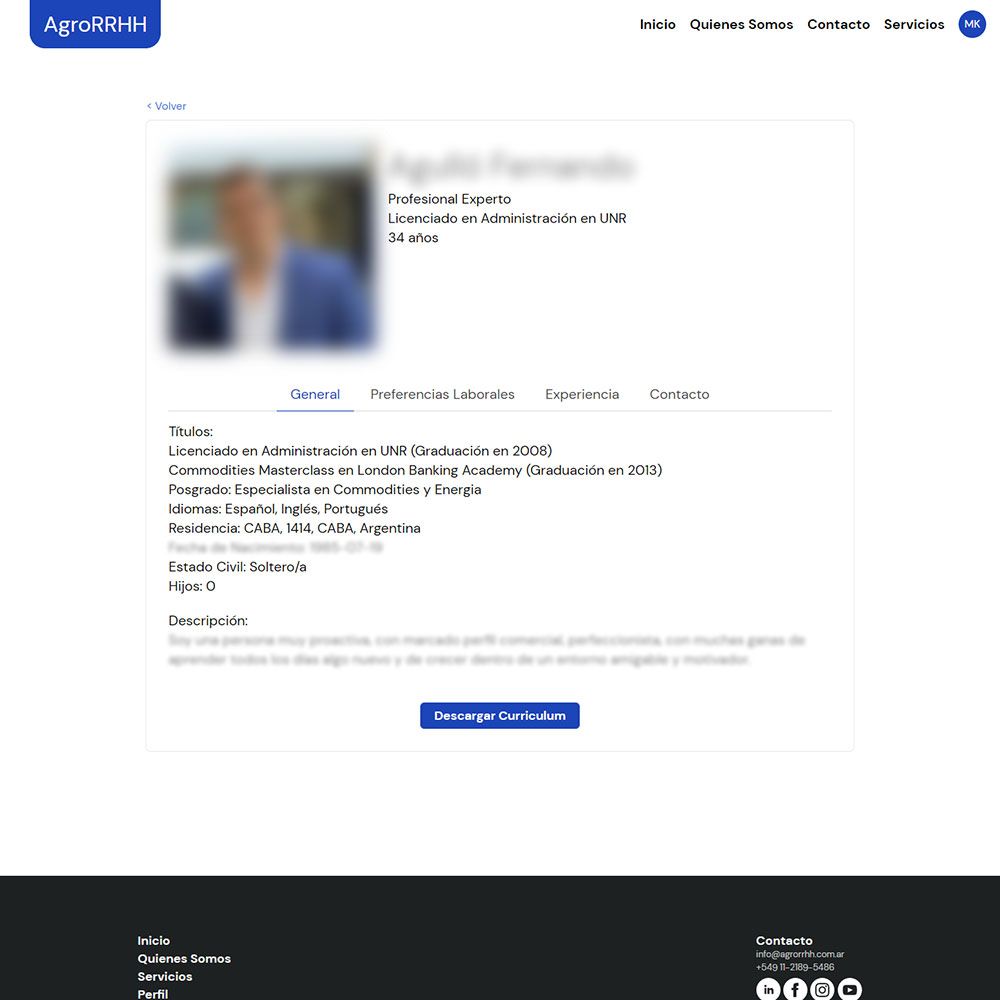 AgroRRHH
Inicio Quienes Somos Contacto Servicios MK
< Volver
Profesional Experto
Licenciado en Administración en UNR
34 años
General Preferencias Laborales Experiencia Contacto
Títulos:
Licenciado en Administración en UNR (Graduación en 2008)
Commodities Masterclass en London Banking Academy (Graduación en 2013)
Posgrado: Especialista en Commodities y Energia
Idiomas: Español, Inglés, Portugués
Residencia: CABA, 1414, CABA, Argentina
Estado Civil: Soltero/a
Hijos: 0
Descripción:
Descargar Curriculum
Inicio
Quienes Somos
Servicios
Perfil
Contacto
info@agrorrhh.com.ar
+549 11-2189-5486